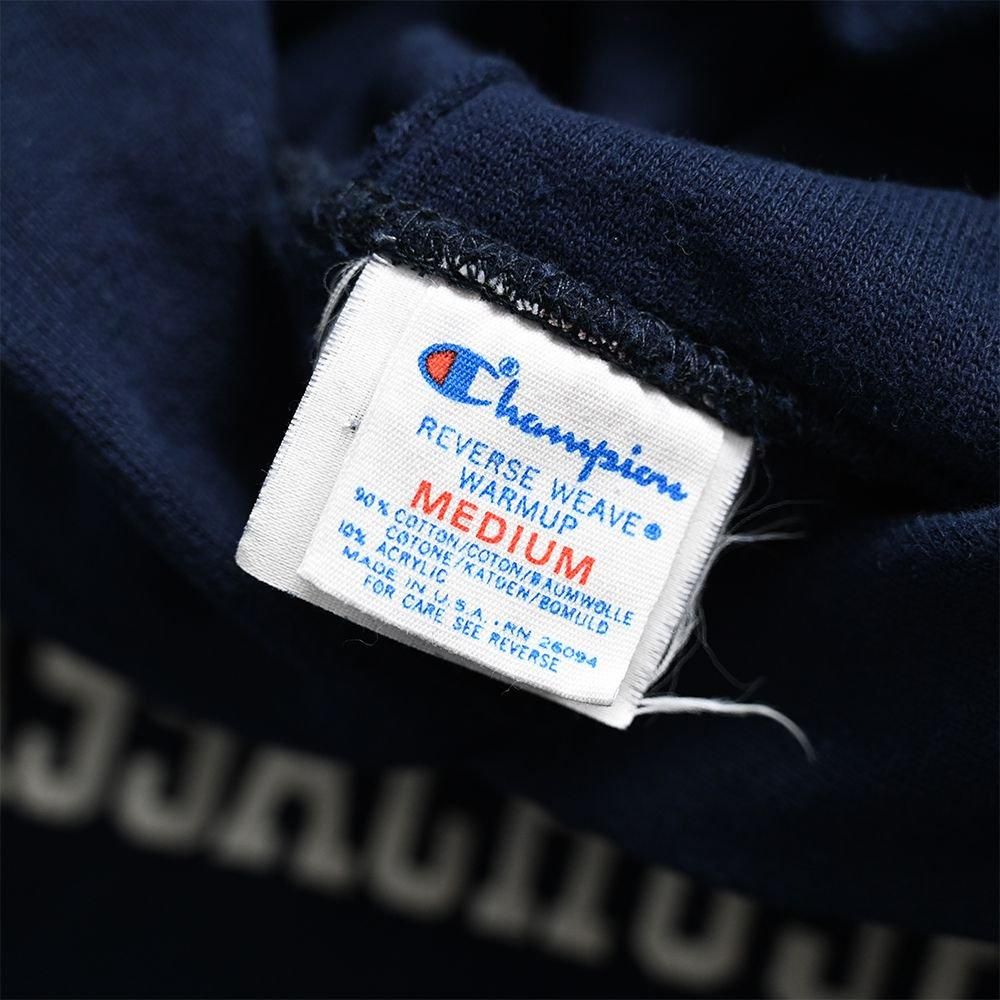 Champion®
REVERSE WEAVE®
WARMUP
MEDIUM
90% COTTON/COTON/BAUMWOLLE
COTONE/KATOEN/BOMULD
10% ACRYLIC
MADE IN U.S.A. • RN 26094
FOR CARE SEE REVERSE